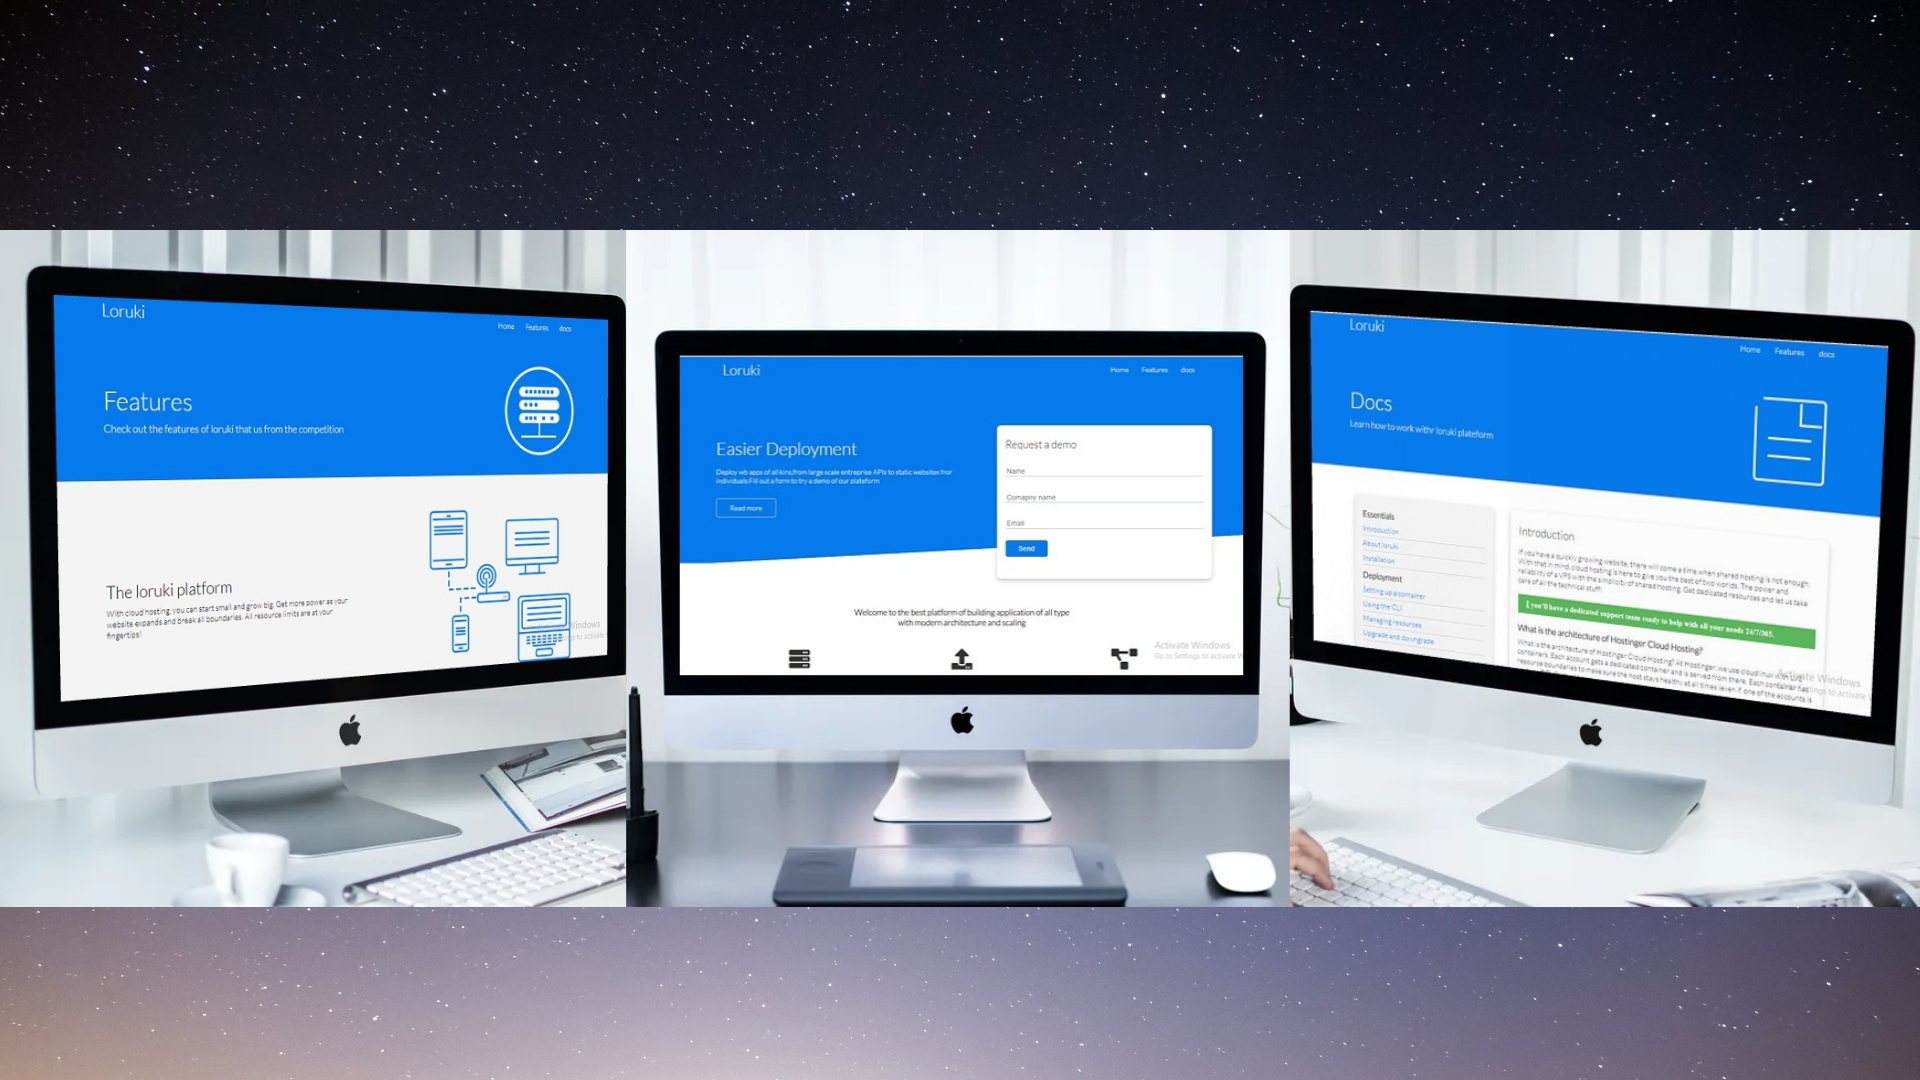 Loruki
Home Features docs
Features
Check out the features of loruki that us from the competition
The loruki platform
With cloud hosting, you can start small and grow big. Get more power as your
website expands and break all boundaries. All resource limits are at your
fingertips!
Windows
to activate
Loruki
Home Features docs
Easier Deployment
Deploy wb apps of all kins,from large scale entreprise APIs to static websites fror
individuals.Fill out a form to try a demo of our plateform
Read more
Request a demo
Name
Comapny name
Email
Send
Welcome to the best platform of building application of all type
with modern architecture and scaling
Activate Windows
Go to Settings to activate W
Loruki
Home Features docs
Docs
Learn how to work withr loruki plateform
Essentials
Introduction
About loruki
Installation
Deployment
Setting up a container
Using the CLI
Managing resources
Upgrade and downgrade
Introduction
If you have a quickly growing website, there will come a time when shared hosting is not enough.
With that in mind, cloud hosting is here to give you the best of two worlds. The power and
reliability of a VPS with the simplicity of shared hosting. Get dedicated resources and let us take
care of all the technical stuff!
you'll have a dedicated support team ready to help with all your needs 24/7/365.
What is the architecture of Hostinger Cloud Hosting?
What is the architecture of Hostinger Cloud Hosting? At Hostinger, we use cloudlinux with
containers. Each account gets a dedicated container and is served from there. Each container has
resource boundaries to make sure the host stays healthy at all times (even if one of the accounts is
Activate Windows
to activate